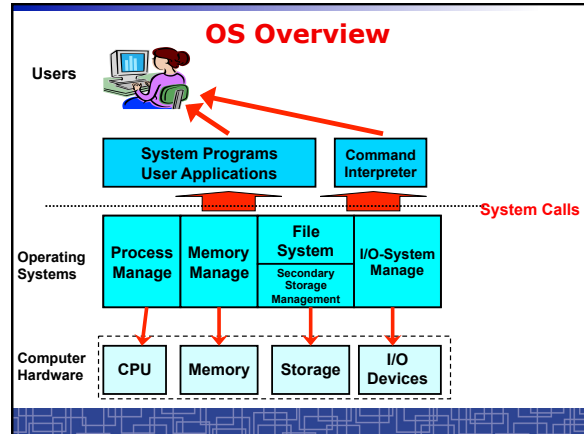 OS Overview
Users
System Programs
User Applications
Command
Interpreter
System Calls
Operating
Systems
Process
Manage
Memory
Manage
File
System
Secondary
Storage
Management
I/O-System
Manage
Computer
Hardware
CPU
Memory
Storage
I/O
Devices